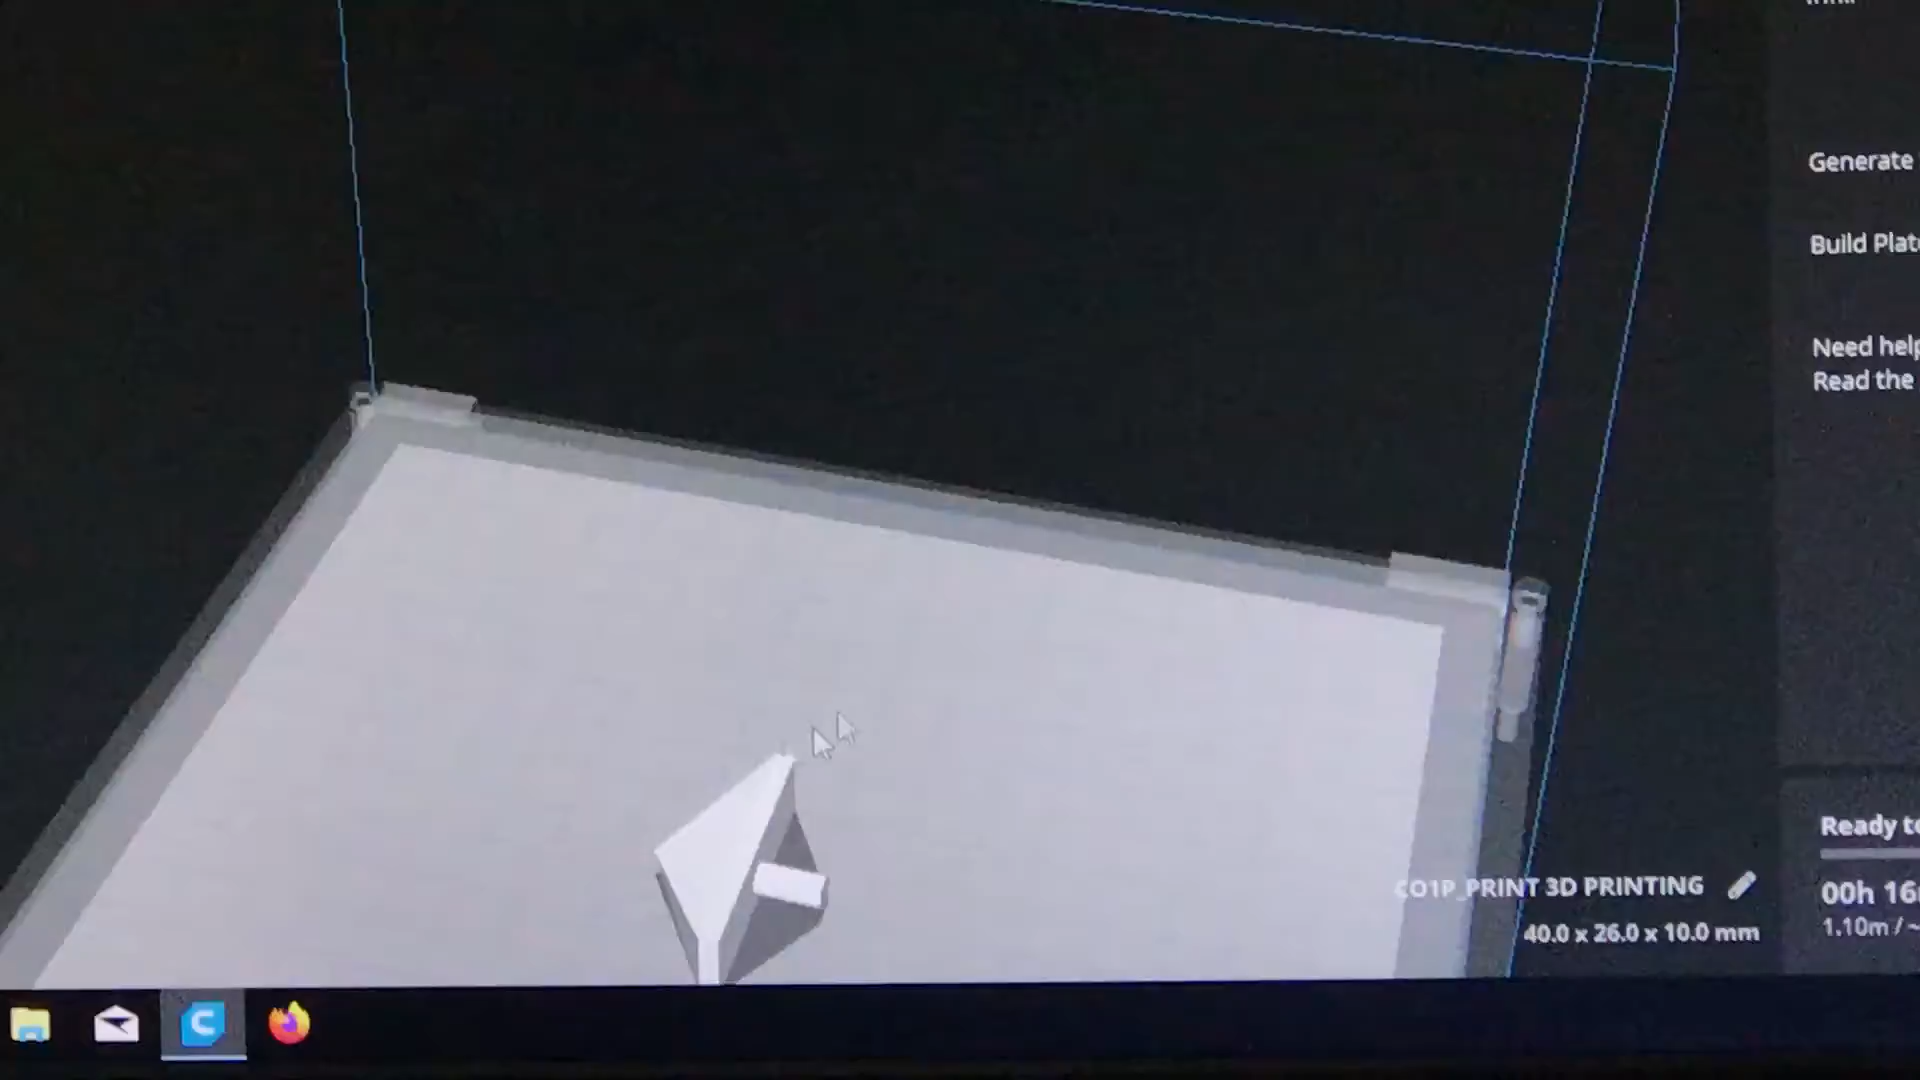 Generate
Build Plat
Need help
Read the
Ready to
CO1P_PRINT 3D PRINTING
00h 16
40.0 x 26.0 x 10.0 mm
1.10m / ~